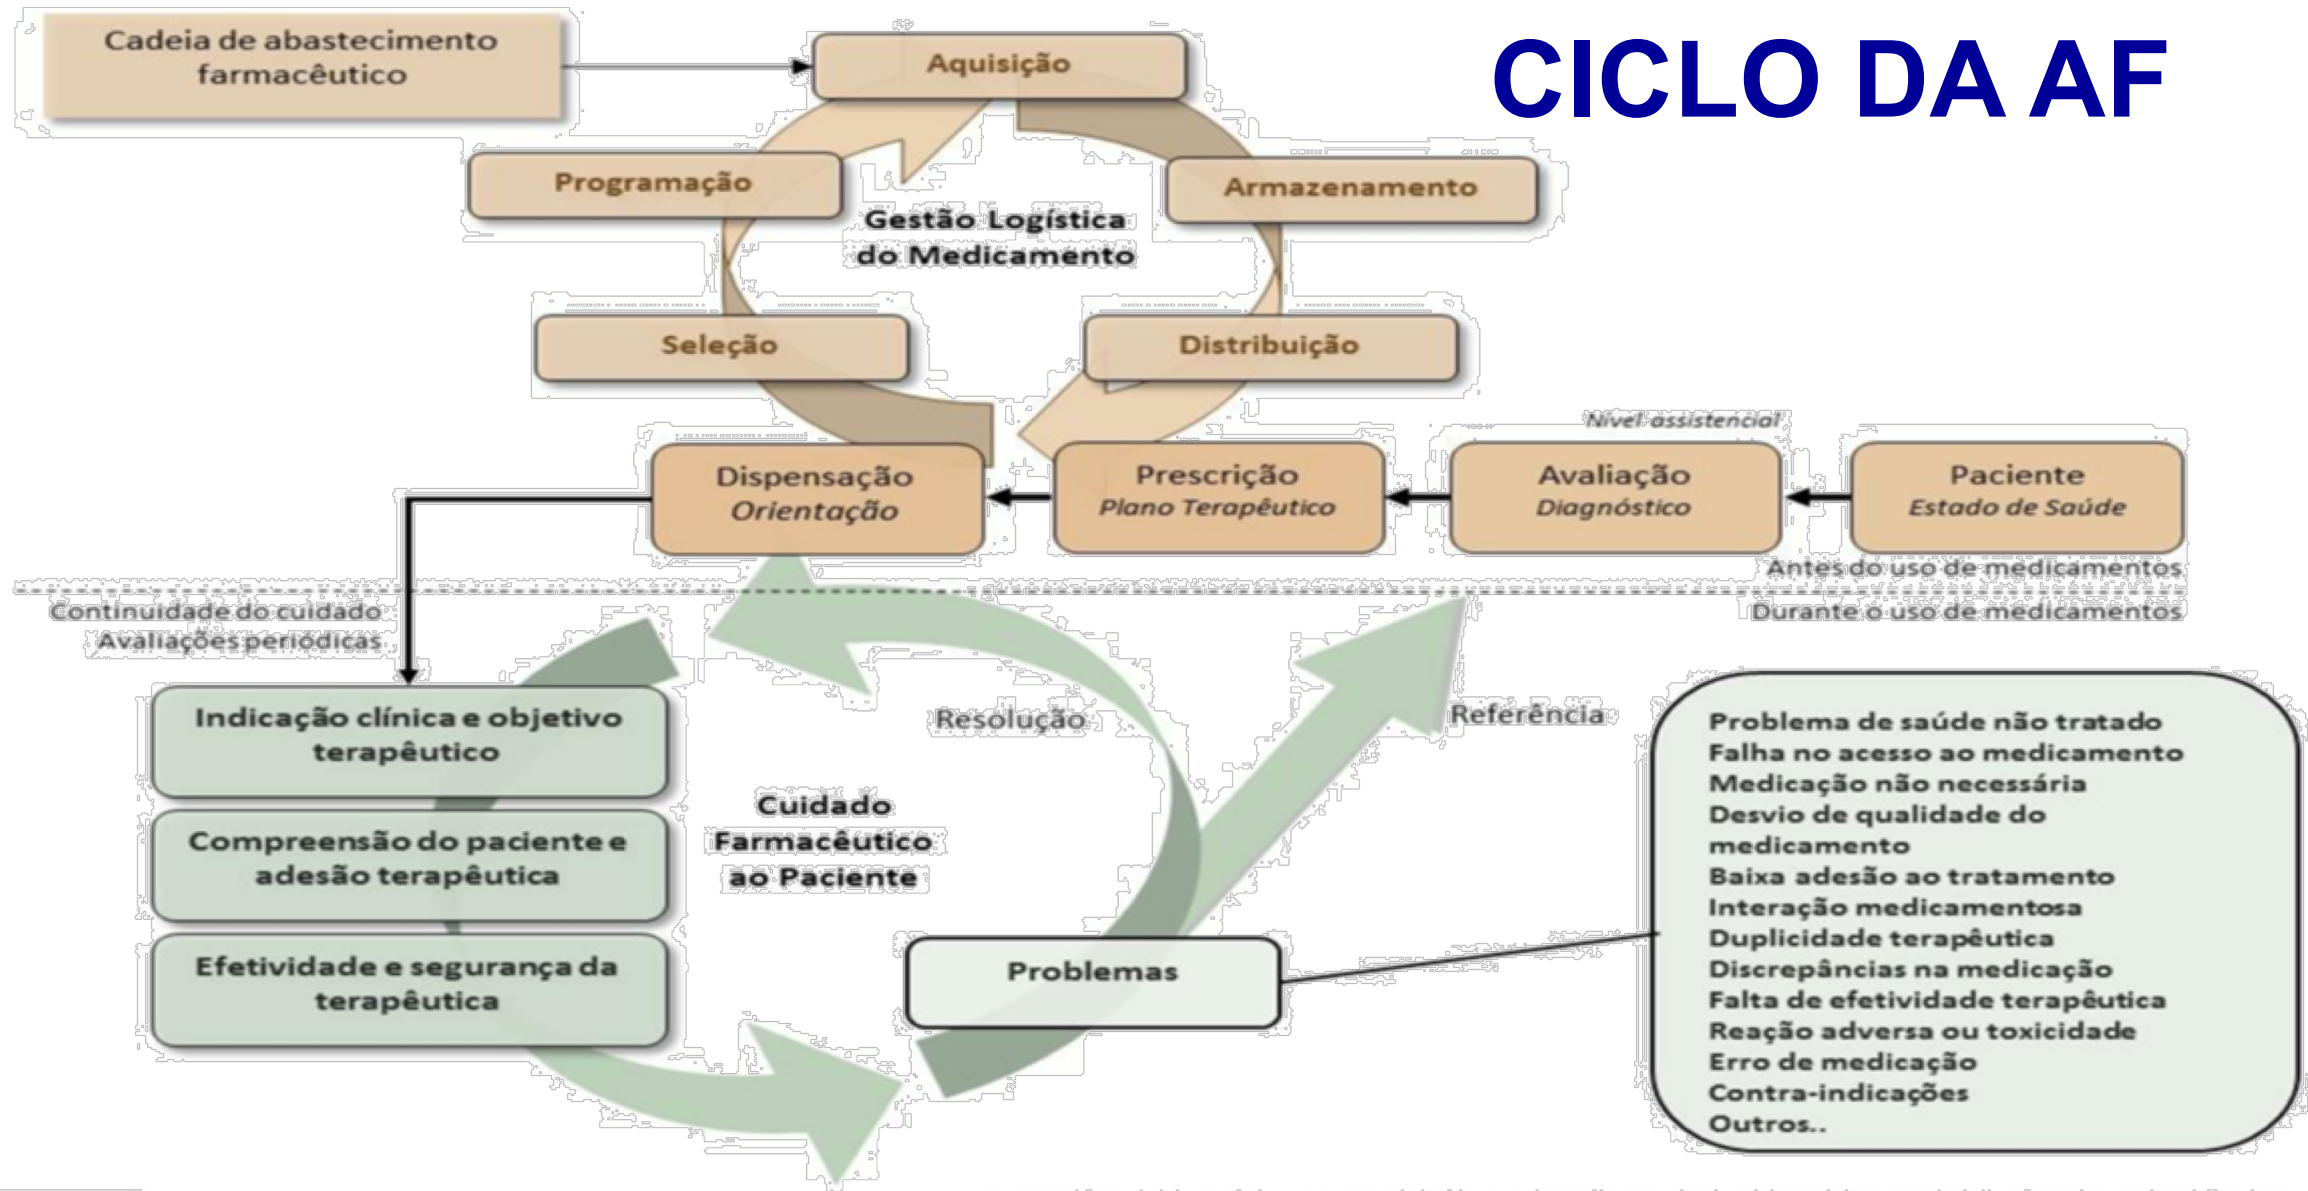 CICLO DA AF
Cadeia de abastecimento
farmacêutico
Aquisição
Programação
Armazenamento
Gestão Logística
do Medicamento
Seleção
Distribuição
Nível assistencial
Dispensação
Orientação
Prescrição
Plano Terapêutico
Avaliação
Diagnóstico
Paciente
Estado de Saúde
Antes do uso de medicamentos
Durante o uso de medicamentos
Continuidade do cuidado
Avaliações periódicas
Indicação clínica e objetivo
terapêutico
Compreensão do paciente e
adesão terapêutica
Efetividade e segurança da
terapêutica
Resolução
Referência
Cuidado
Farmacêutico
ao Paciente
Problemas
Problema de saúde não tratado
Falha no acesso ao medicamento
Medicação não necessária
Desvio de qualidade do
medicamento
Baixa adesão ao tratamento
Interação medicamentosa
Duplicidade terapêutica
Discrepâncias na medicação
Falta de efetividade terapêutica
Reação adversa ou toxicidade
Erro de medicação
Contra-indicações
Outros..